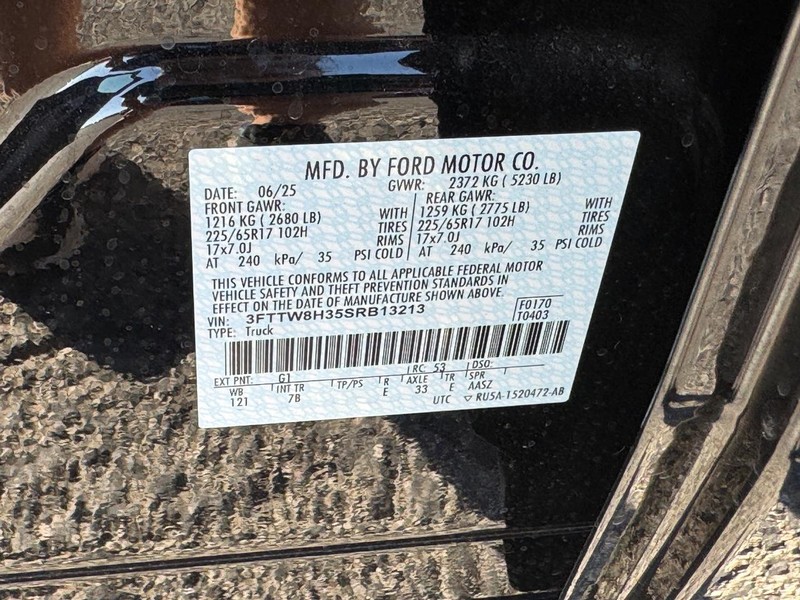 MFD. BY FORD MOTOR CO.
DATE: 06/25 GVWR: 2372 KG ( 5230 LB)
FRONT GAWR: REAR GAWR:
1216 KG ( 2680 LB) WITH 1259 KG ( 2775 LB) WITH
225/65R17 102H TIRES 225/65R17 102H TIRES
17x7.0J RIMS 17x7.0J RIMS
AT 240 kPa/ 35 PSI COLD AT 240 kPa/ 35 PSI COLD
THIS VEHICLE CONFORMS TO ALL APPLICABLE FEDERAL MOTOR
VEHICLE SAFETY AND THEFT PREVENTION STANDARDS IN
EFFECT ON THE DATE OF MANUFACTURE SHOWN ABOVE.
VIN: 3FTTW8H35SRB13213 F0170
TYPE: Truck T0403
EXT PNT: G1 RC: 53 DSO:
WB INT TR TP/PS R AXLE TR SPR
121 7B E 33 E AASZ
UTC ▽ RU5A-1520472-AB